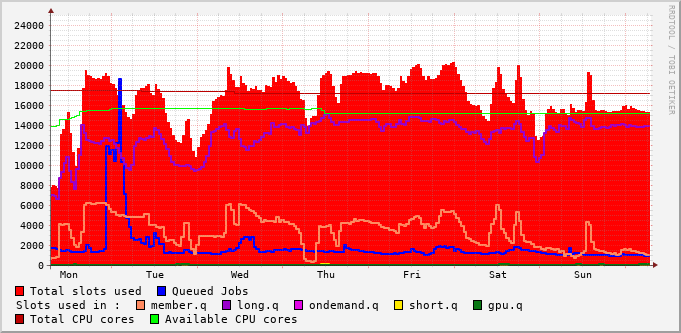 24000
22000
20000
18000
16000
14000
12000
10000
8000
6000
4000
2000
0
Mon Tue Wed Thu Fri Sat Sun
RRDTOOL / TOBI OETIKER
Total slots used Queued Jobs
Slots used in : member.q long.q ondemand.q short.q gpu.q
Total CPU cores Available CPU cores